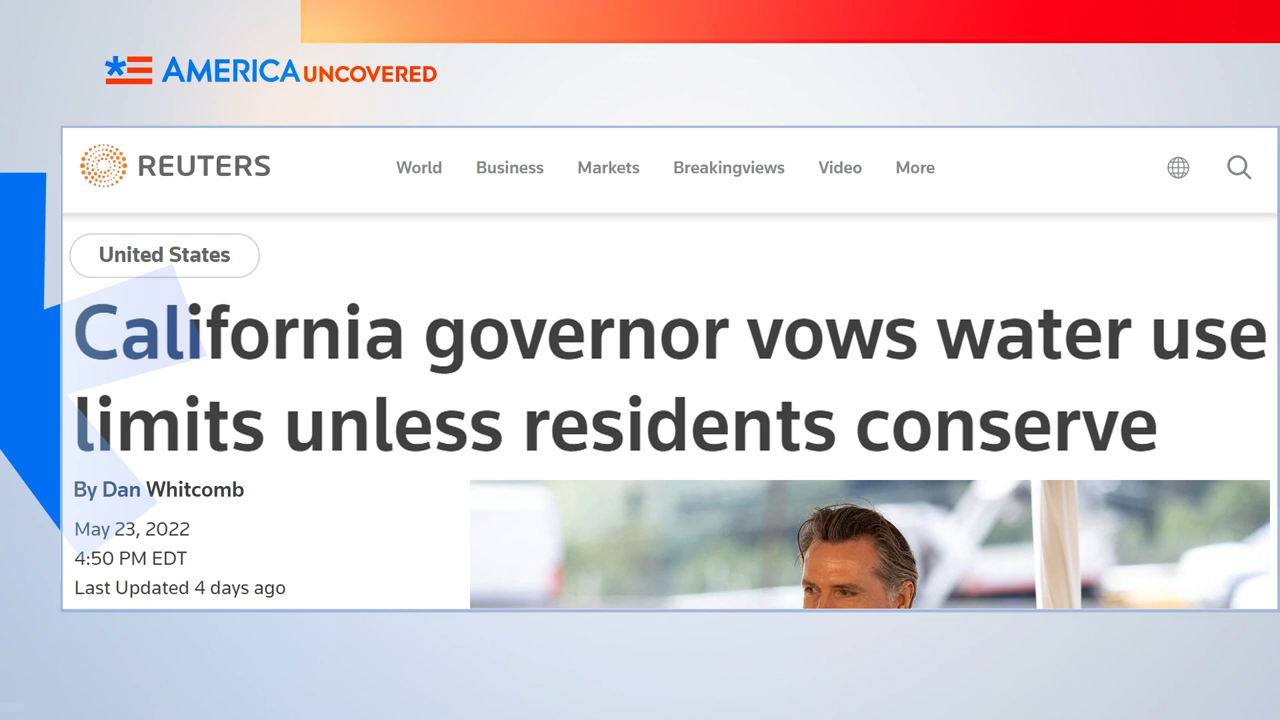 AMERICA UNCOVERED
REUTERS
World Business Markets Breakingviews Video More
United States
California governor vows water use
limits unless residents conserve
By Dan Whitcomb
May 23, 2022
4:50 PM EDT
Last Updated 4 days ago